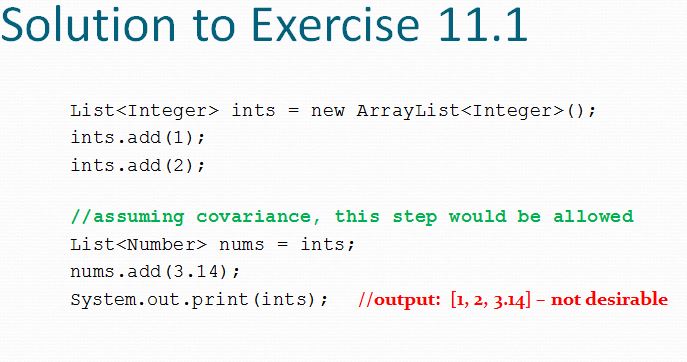 Solution to Exercise 11.1
List<Integer> ints = new ArrayList<Integer>();
ints.add(1);
ints.add(2);
//assuming covariance, this step would be allowed
List<Number> nums = ints;
nums.add(3.14);
System.out.print(ints); //output: [1, 2, 3.14] – not desirable